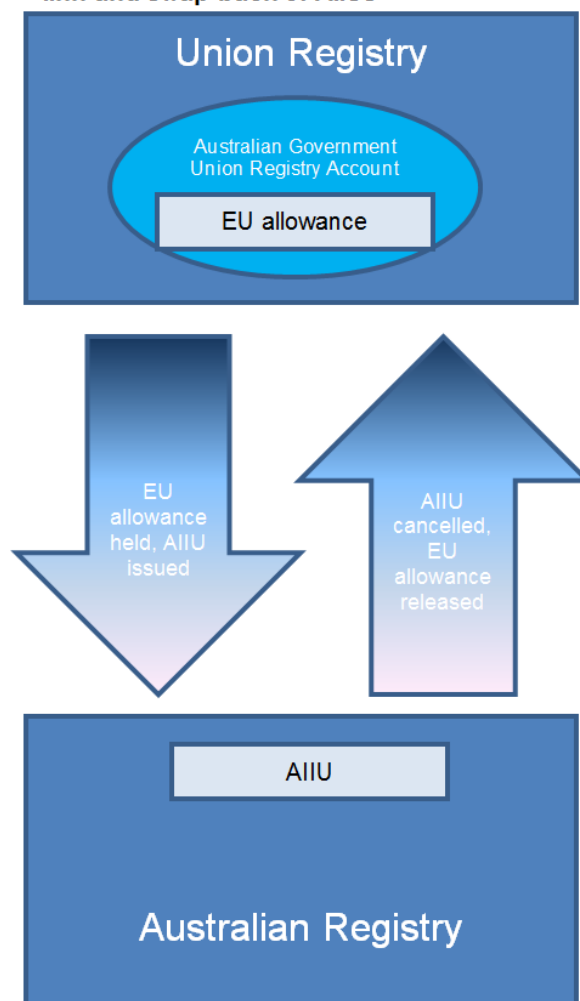 Union Registry
Australian Government
Union Registry Account
EU allowance
EU
allowance
held, AIIU
issued
AIIU
cancelled,
EU
allowance
released
AIIU
Australian Registry